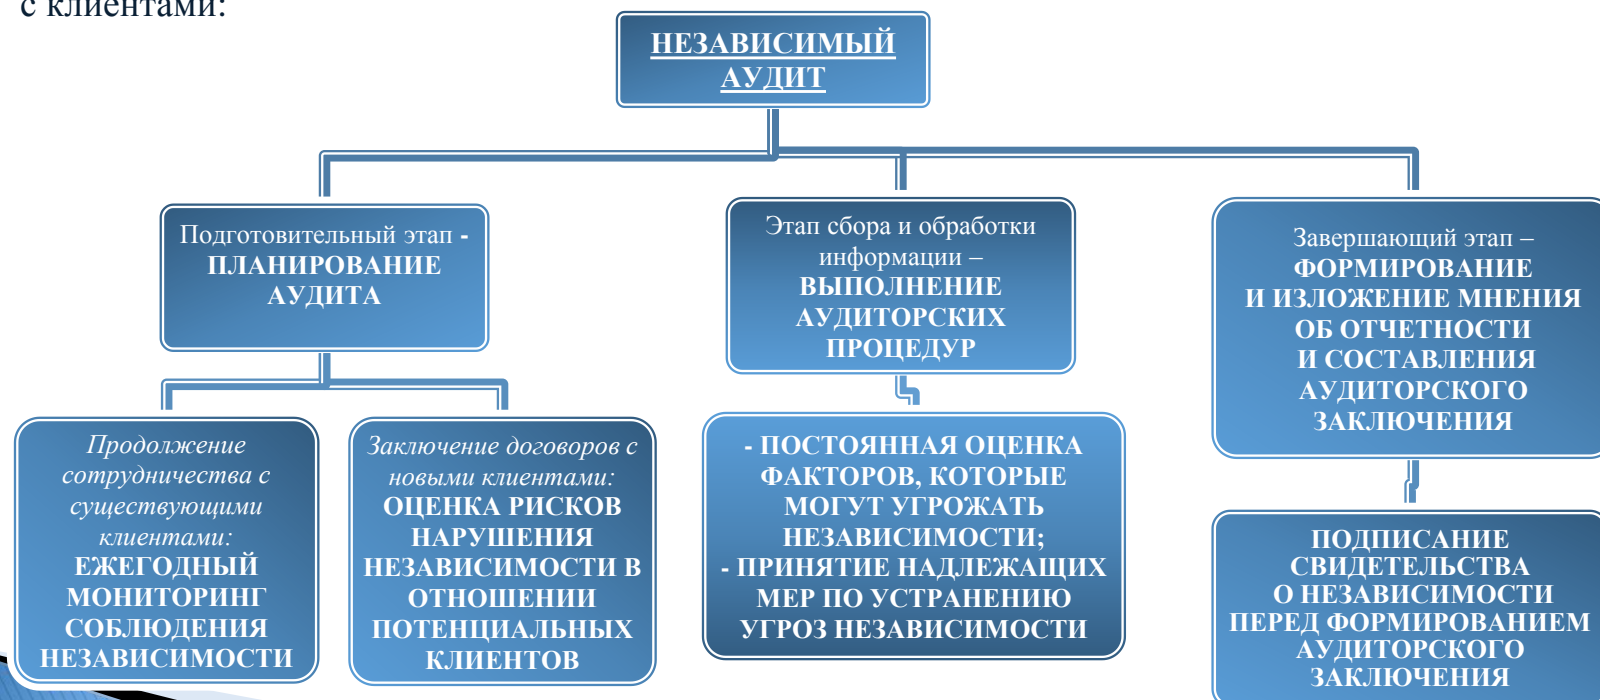 с клиентами:
НЕЗАВИСИМЫЙ
АУДИТ
Подготовительный этап -
ПЛАНИРОВАНИЕ
АУДИТА
Этап сбора и обработки
информации –
ВЫПОЛНЕНИЕ
АУДИТОРСКИХ
ПРОЦЕДУР
Завершающий этап –
ФОРМИРОВАНИЕ
И ИЗЛОЖЕНИЕ МНЕНИЯ
ОБ ОТЧЕТНОСТИ
И СОСТАВЛЕНИЯ
АУДИТОРСКОГО
ЗАКЛЮЧЕНИЯ
Продолжение
сотрудничества с
существующими
клиентами:
ЕЖЕГОДНЫЙ
МОНИТОРИНГ
СОБЛЮДЕНИЯ
НЕЗАВИСИМОСТИ
Заключение договоров с
новыми клиентами:
ОЦЕНКА РИСКОВ
НАРУШЕНИЯ
НЕЗАВИСИМОСТИ В
ОТНОШЕНИИ
ПОТЕНЦИАЛЬНЫХ
КЛИЕНТОВ
- ПОСТОЯННАЯ ОЦЕНКА
ФАКТОРОВ, КОТОРЫЕ
МОГУТ УГРОЖАТЬ
НЕЗАВИСИМОСТИ;
- ПРИНЯТИЕ НАДЛЕЖАЩИХ
МЕР ПО УСТРАНЕНИЮ
УГРОЗ НЕЗАВИСИМОСТИ
ПОДПИСАНИЕ
СВИДЕТЕЛЬСТВА
О НЕЗАВИСИМОСТИ
ПЕРЕД ФОРМИРОВАНИЕМ
АУДИТОРСКОГО
ЗАКЛЮЧЕНИЯ